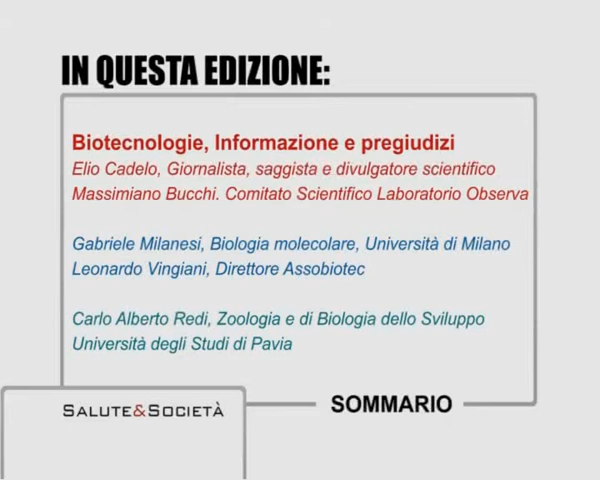 IN QUESTA EDIZIONE:
Biotecnologie, Informazione e pregiudizi
Elio Cadelo, Giornalista, saggista e divulgatore scientifico
Massimiano Bucchi. Comitato Scientifico Laboratorio Observa
Gabriele Milanesi, Biologia molecolare, Università di Milano
Leonardo Vingiani, Direttore Assobiotec
Carlo Alberto Redi, Zoologia e di Biologia dello Sviluppo
Università degli Studi di Pavia
SALUTE&SOCIETÀ
SOMMARIO